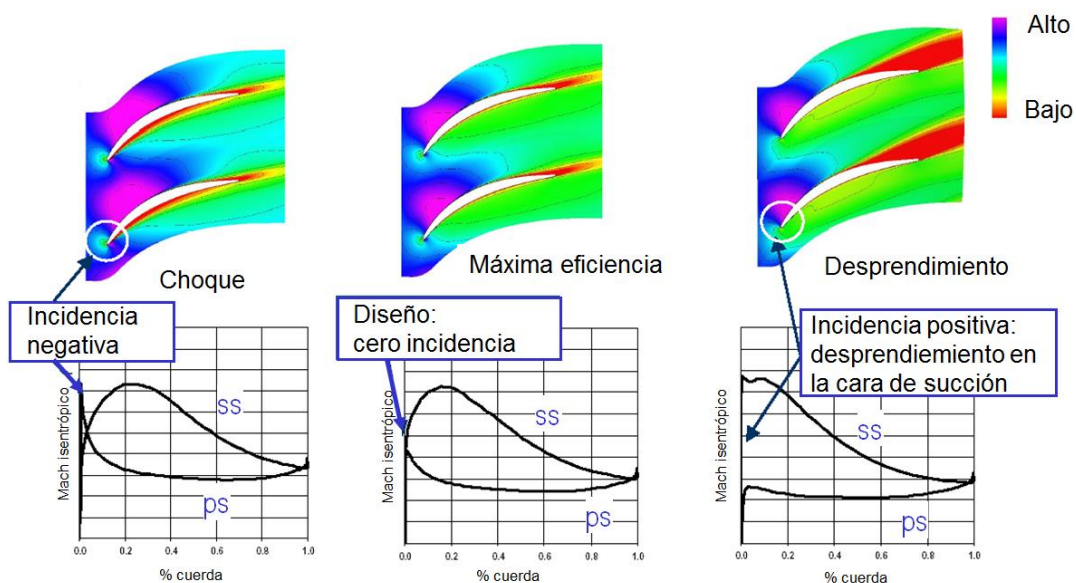 Alto
Bajo
Choque
Máxima eficiencia
Desprendimiento
Incidencia
negativa
Diseño:
cero incidencia
Incidencia positiva:
desprendiemiento en
la cara de succión
Mach isentrópico
ss
ps
0.0 0.2 0.4 0.6 0.8 1.0
% cuerda
Mach isentrópico
ss
ps
0.0 0.2 0.4 0.6 0.8 1.0
% cuerda
Mach isentrópico
ss
ps
0.0 0.2 0.4 0.6 0.8 1.0
% cuerda